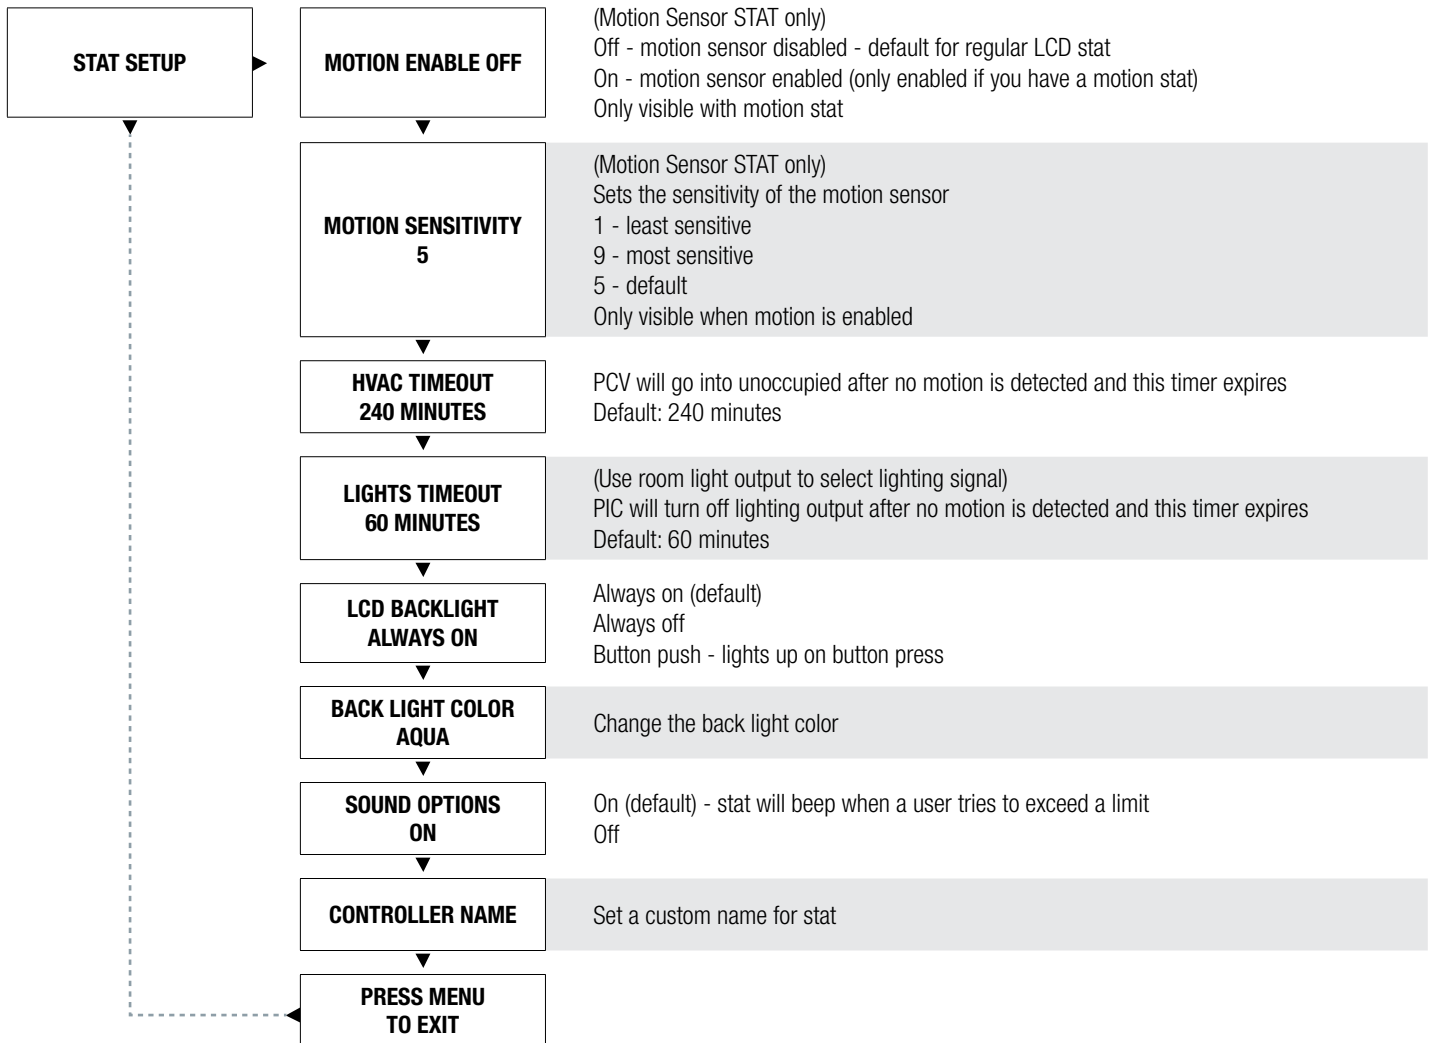 STAT SETUP
MOTION ENABLE OFF
(Motion Sensor STAT only)
Off - motion sensor disabled - default for regular LCD stat
On - motion sensor enabled (only enabled if you have a motion stat)
Only visible with motion stat
MOTION SENSITIVITY
5
(Motion Sensor STAT only)
Sets the sensitivity of the motion sensor
1 - least sensitive
9 - most sensitive
5 - default
Only visible when motion is enabled
HVAC TIMEOUT
240 MINUTES
PCV will go into unoccupied after no motion is detected and this timer expires
Default: 240 minutes
LIGHTS TIMEOUT
60 MINUTES
(Use room light output to select lighting signal)
PIC will turn off lighting output after no motion is detected and this timer expires
Default: 60 minutes
LCD BACKLIGHT
ALWAYS ON
Always on (default)
Always off
Button push - lights up on button press
BACK LIGHT COLOR
AQUA
Change the back light color
SOUND OPTIONS
ON
On (default) - stat will beep when a user tries to exceed a limit
Off
CONTROLLER NAME
Set a custom name for stat
PRESS MENU
TO EXIT